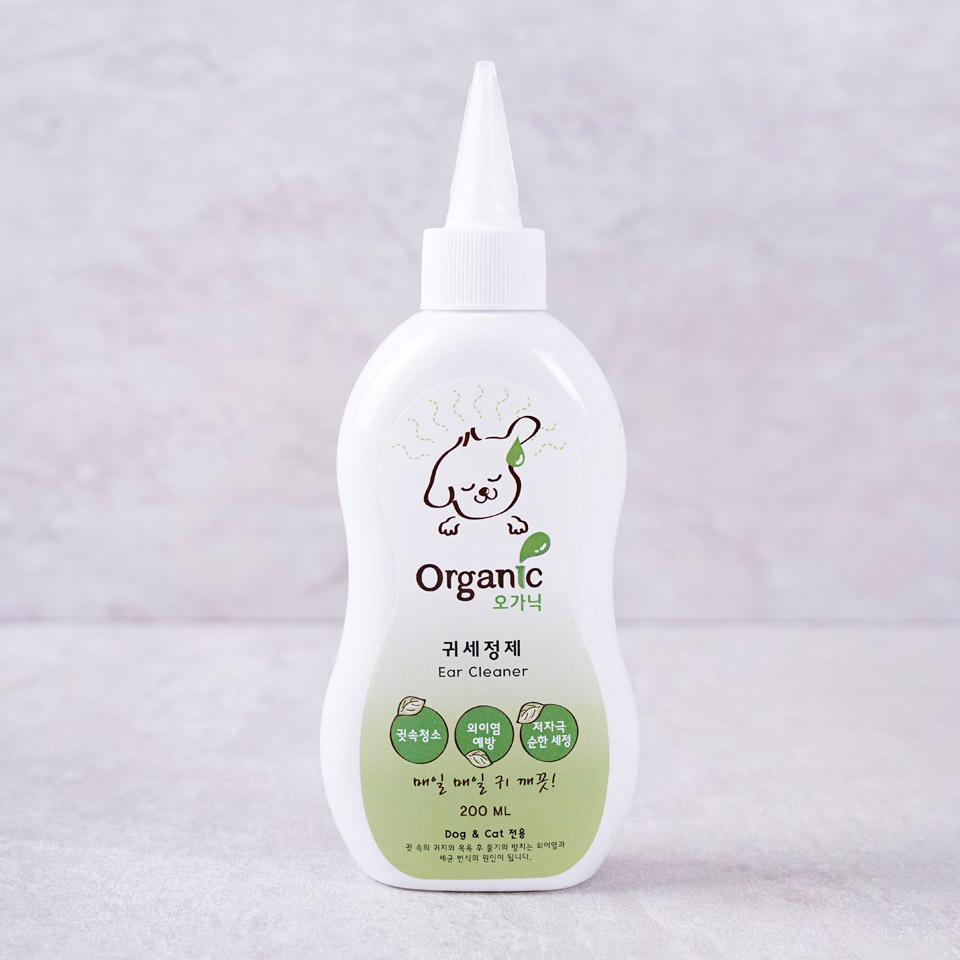 Organic
오가닉
귀세정제
Ear Cleaner
귓속청소
외이염
예방
저자극
순한 세정
매일 매일 귀 깨끗!
200 ML
Dog & Cat 전용
귓 속의 귀지와 목욕 후 물기의 방치는 외이염과
세균 번식의 원인이 됩니다.